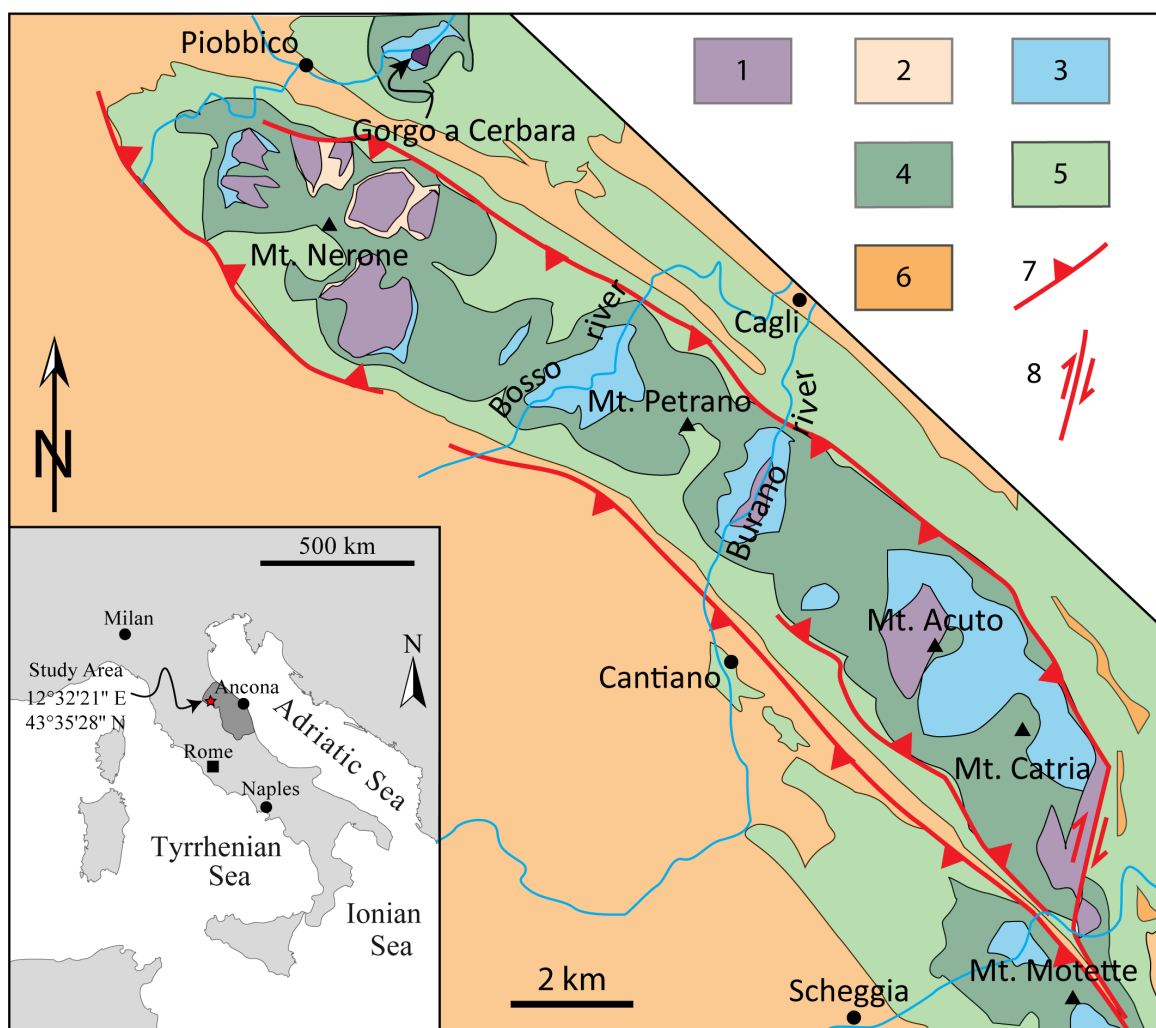 Piobbico
Gorgo a Cerbara
Mt. Nerone
Bosso river
Mt. Petrano
Cagli
Burano river
Mt. Acuto
Cantiano
Mt. Catria
Mt. Motette
Scheggia
2 km
N
1
2
3
4
5
6
7
8
500 km
N
Milan
Study Area
12°32'21" E
43°35'28" N
Ancona
Adriatic Sea
Rome
Naples
Tyrrhenian
Sea
Ionian
Sea